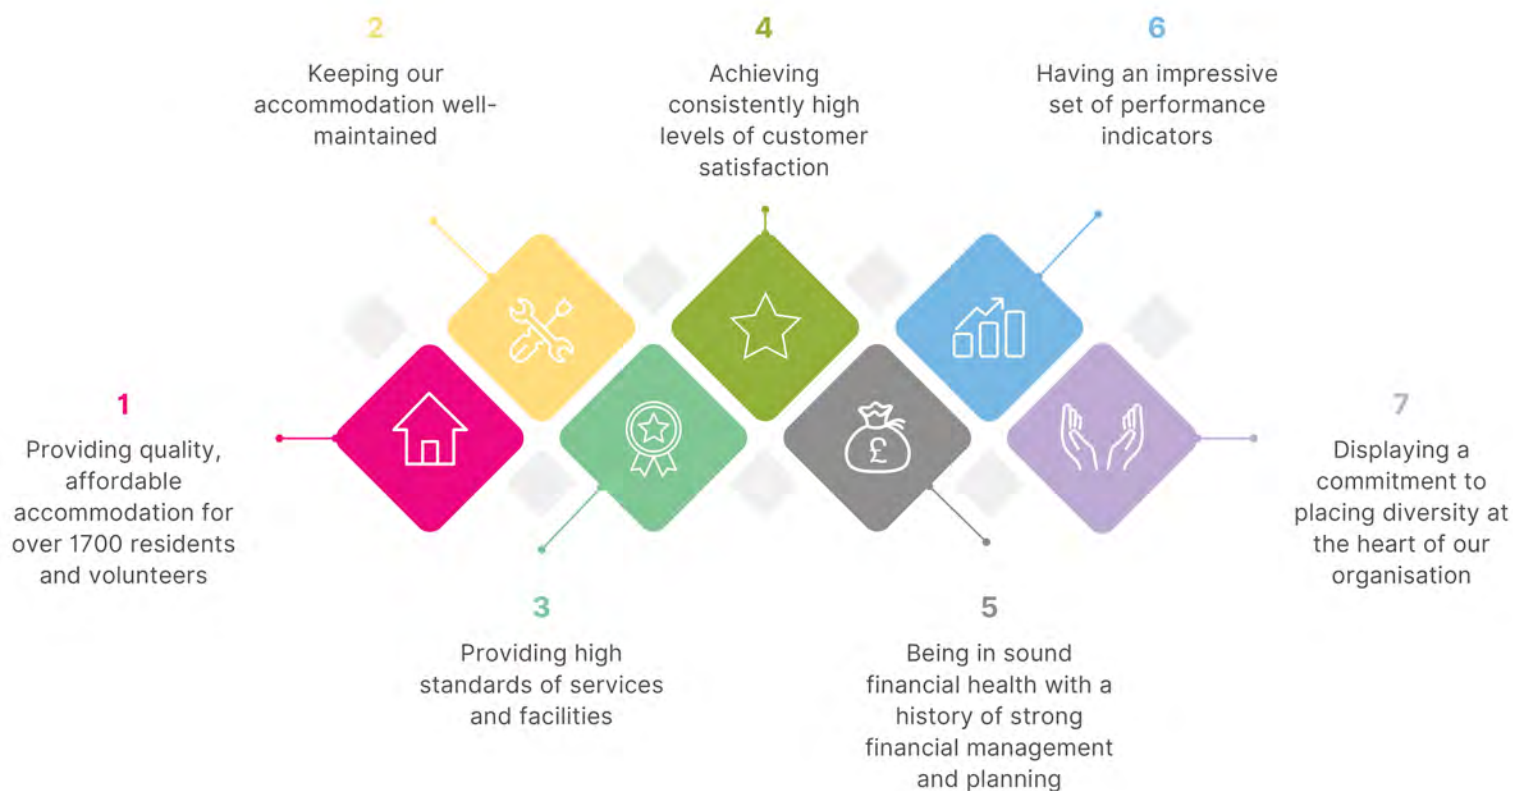 1
Providing quality,
affordable
accommodation for
over 1700 residents
and volunteers
2
Keeping our
accommodation well-
maintained
3
Providing high
standards of services
and facilities
4
Achieving
consistently high
levels of customer
satisfaction
5
Being in sound
financial health with a
history of strong
financial management
and planning
6
Having an impressive
set of performance
indicators
7
Displaying a
commitment to
placing diversity at
the heart of our
organisation
£